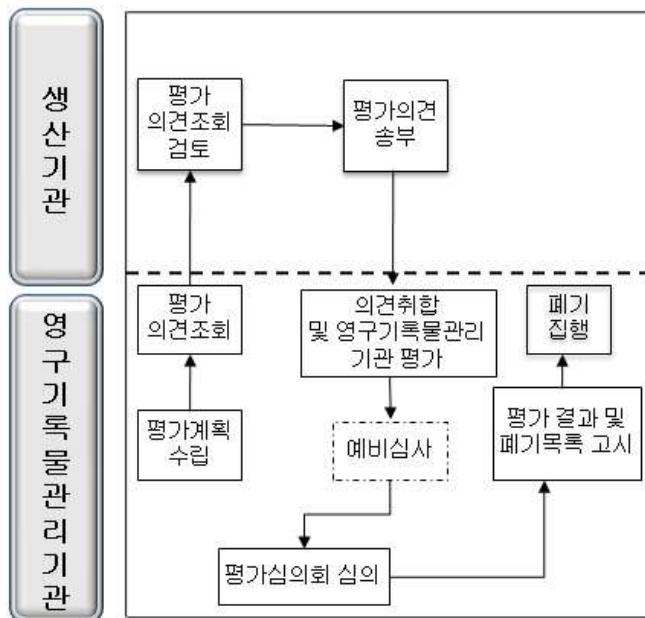 생산기관
평가
의견조회
검토
평가의견
송부
영구기록물관리기관
평가
의견조회
의견취합
및 영구기록물관리
기관 평가
폐기
집행
평가계획
수립
예비심사
평가 결과 및
폐기목록 고시
평가심의회 심의